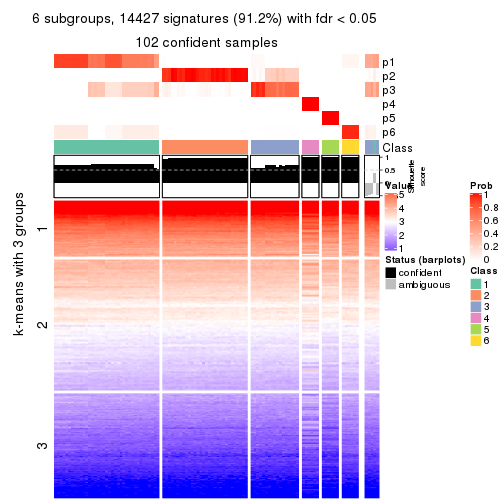 6 subgroups, 14427 signatures (91.2%) with fdr < 0.05
102 confident samples
p1
p2
p3
p4
p5
p6
Class
1
0.5
0
Silhouette
score
k-means with 3 groups
1
2
3
Value
5
4
3
2
1
Status (barplots)
confident
ambiguous
Prob
1
0.8
0.6
0.4
0.2
0
Class
1
2
3
4
5
6